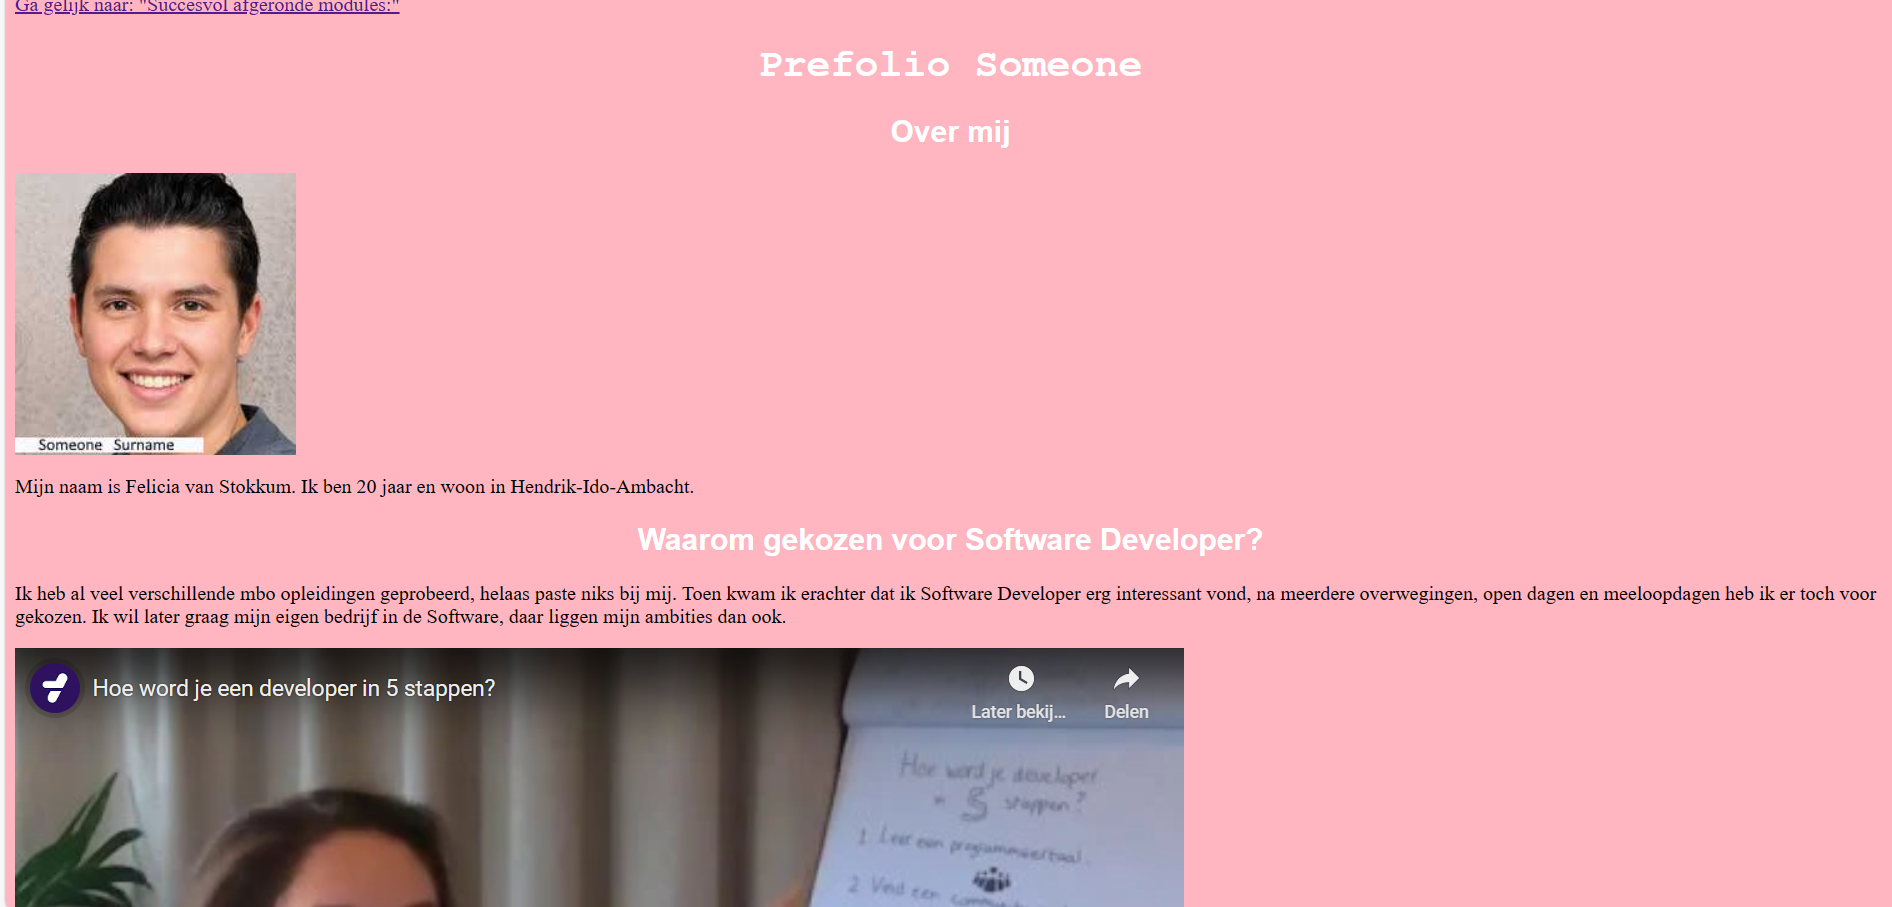 Ga gelijk naar: "Succesvol afgeronde modules:"
Prefolio Someone
Over mij
Someone Surname
Mijn naam is Felicia van Stokkum. Ik ben 20 jaar en woon in Hendrik-Ido-Ambacht.
Waarom gekozen voor Software Developer?
Ik heb al veel verschillende mbo opleidingen geprobeerd, helaas paste niks bij mij. Toen kwam ik erachter dat ik Software Developer erg interessant vond, na meerdere overwegingen, open dagen en meeloopdagen heb ik er toch voor
gekozen. Ik wil later graag mijn eigen bedrijf in de Software, daar liggen mijn ambities dan ook.
Hoe word je een developer in 5 stappen?
Later bekij...
Delen
Hoe word je developer
in 5 stappen?
1. Leer een programmeertaal.
2. Vind een